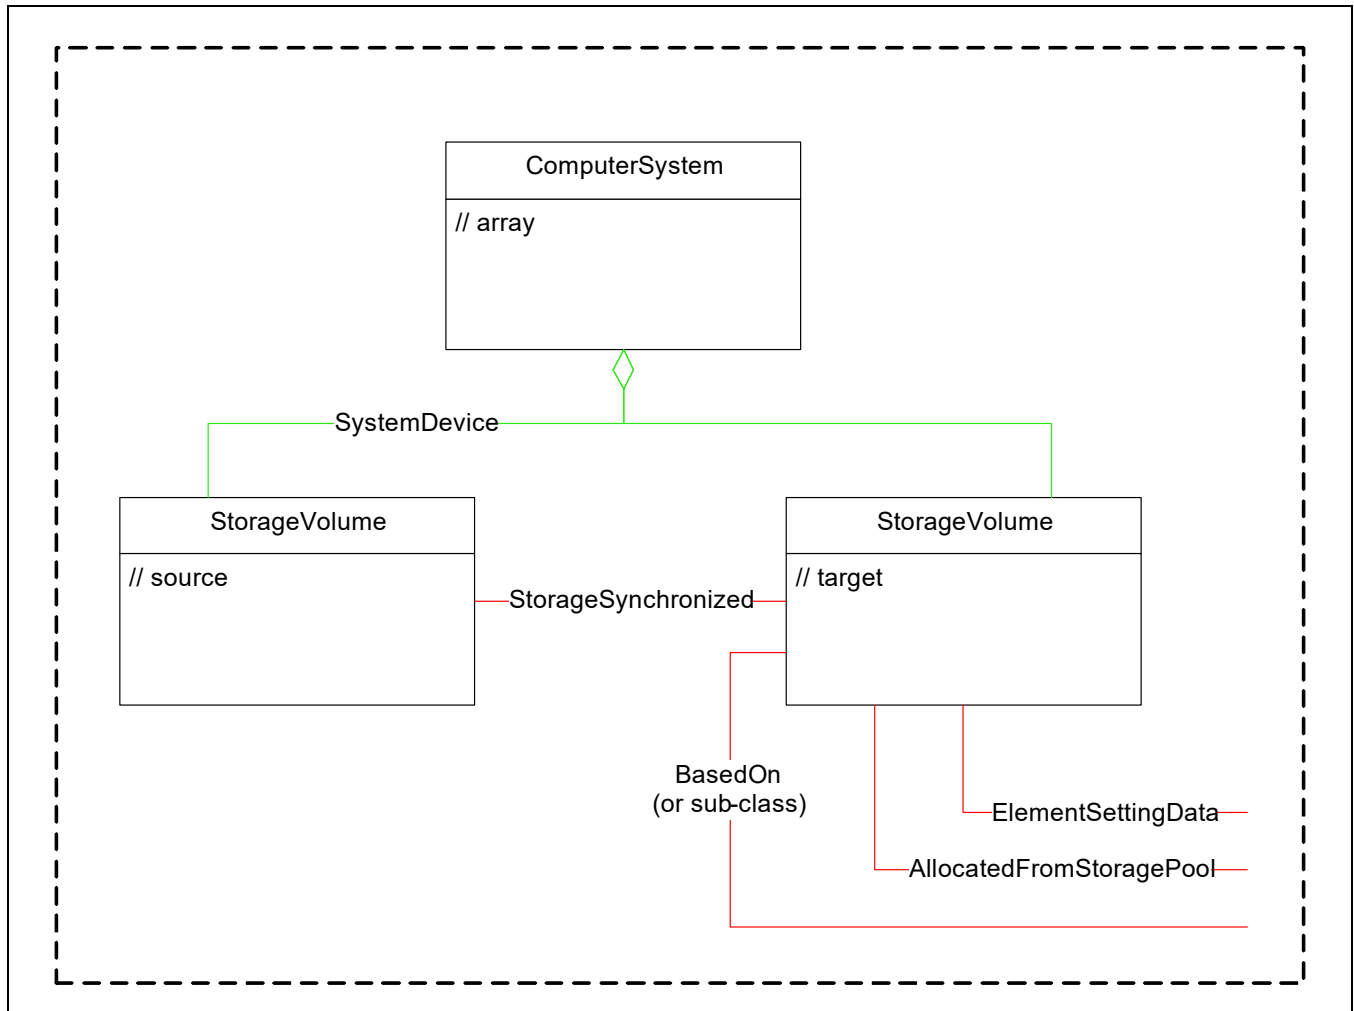 ComputerSystem
// array
SystemDevice
StorageVolume
// source
StorageSynchronized
StorageVolume
// target
BasedOn
(or sub-class)
ElementSettingData
AllocatedFromStoragePool